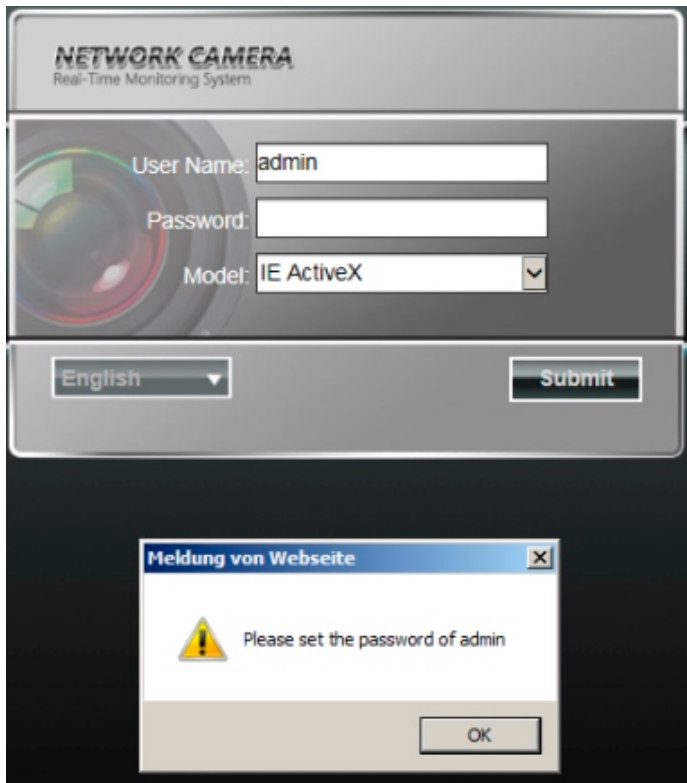 NETWORK CAMERA
Real-Time Monitoring System
User Name: admin
Password:
Model: IE ActiveX
English
Submit
Meldung von Webseite
Please set the password of admin
OK